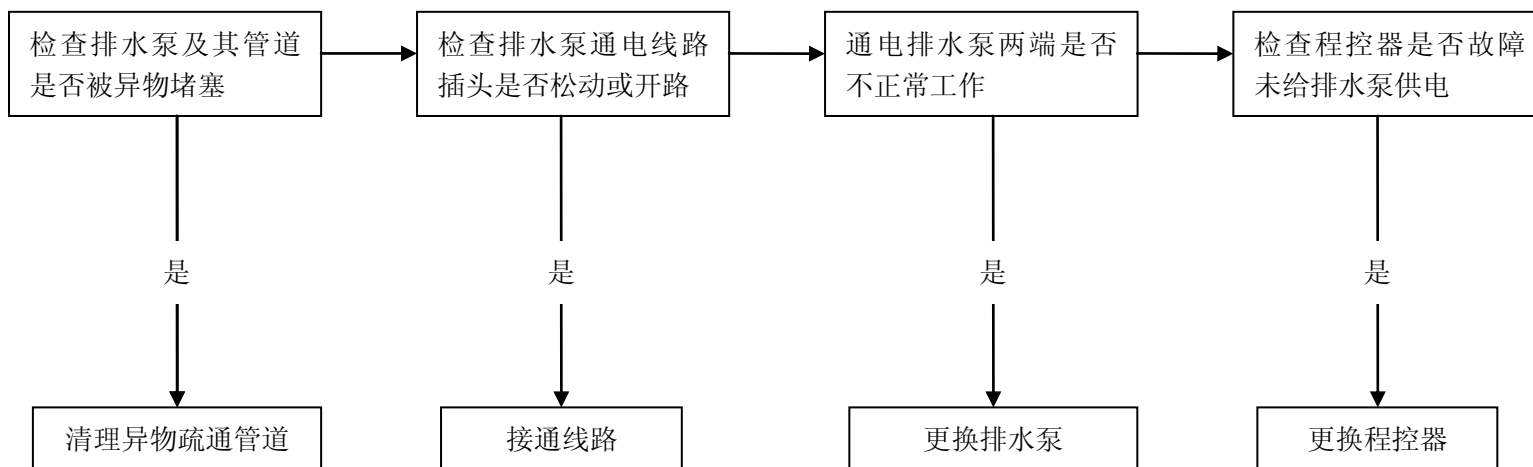 检查排水泵及其管道
是否被异物堵塞
检查排水泵通电线路
插头是否松动或开路
通电排水泵两端是否
不正常工作
检查程控器是否故障
未给排水泵供电
是
是
是
是
清理异物疏通管道
接通线路
更换排水泵
更换程控器